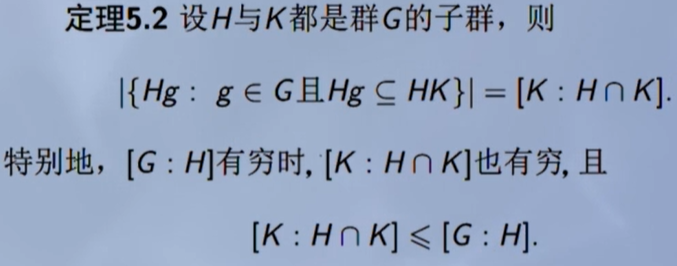 定理5.2 设H与K都是群G的子群，则
|{Hg : g ∈ G且Hg ⊆ HK}| = [K : H ∩ K].
特别地，[G : H]有穷时, [K : H ∩ K]也有穷, 且
[K : H ∩ K] ⩽ [G : H].